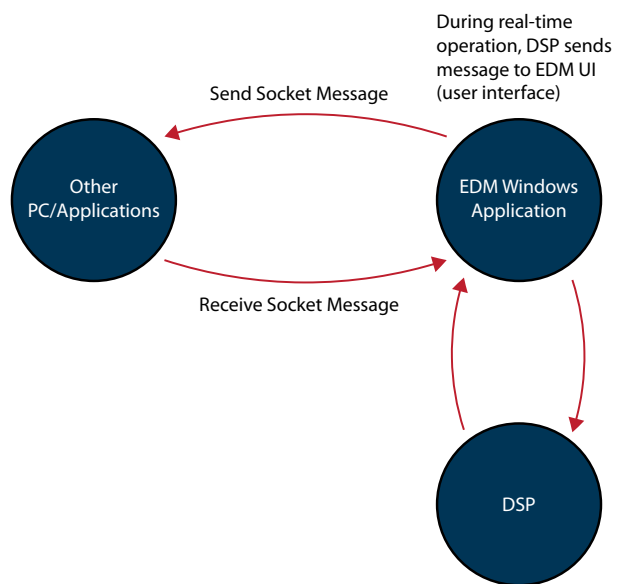 During real-time
operation, DSP sends
message to EDM UI
(user interface)
Send Socket Message
Other
PC/Applications
EDM Windows
Application
Receive Socket Message
DSP